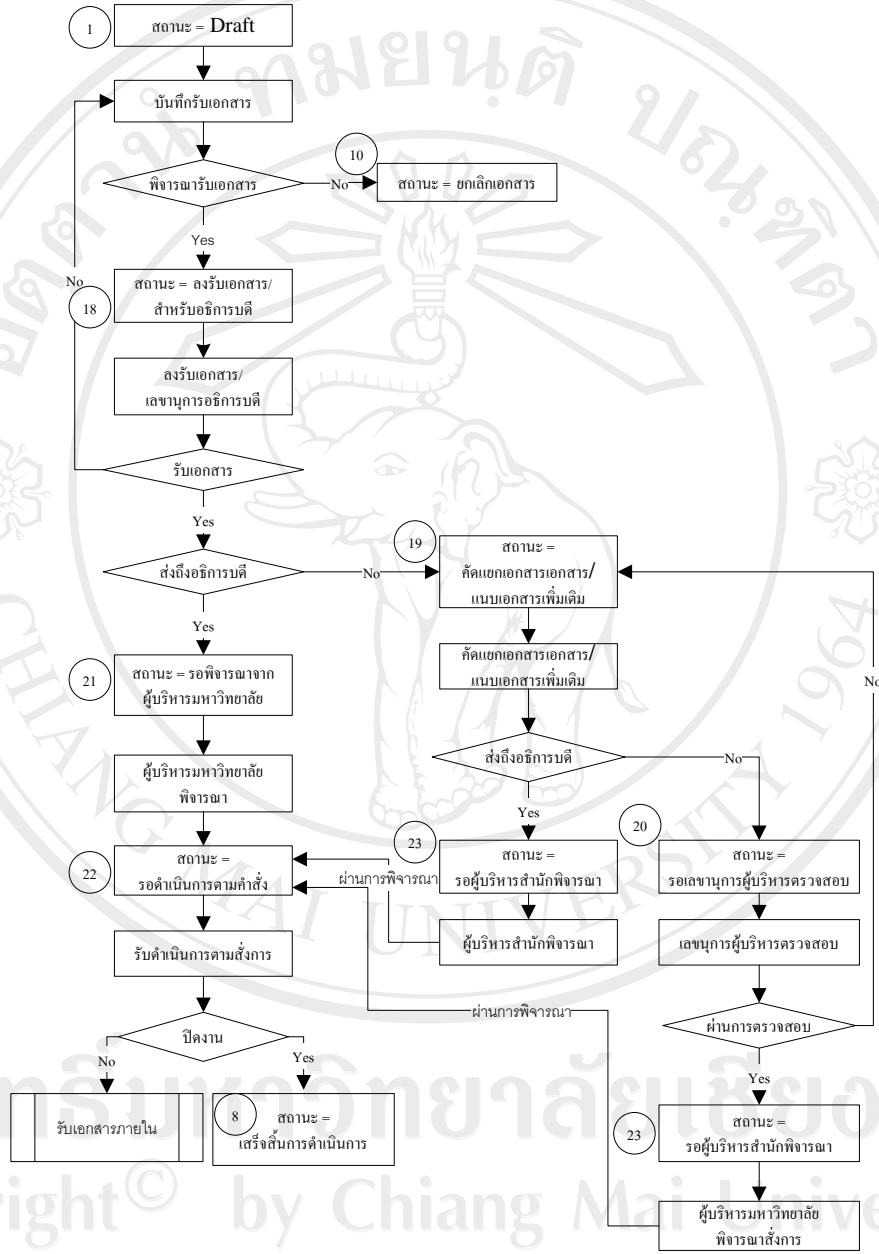 1
สถานะ = Draft
บันทึกรับเอกสาร
พิจารณารับเอกสาร
No
10
สถานะ = ยกเลิกเอกสาร
Yes
No
18
สถานะ = ลงรับเอกสาร/
สำหรับอธิการบดี
ลงรับเอกสาร/
เลขานุการอธิการบดี
รับเอกสาร
Yes
ส่งถึงอธิการบดี
No
19
สถานะ =
คัดแยกเอกสารเอกสาร/
แนบเอกสารเพิ่มเติม
Yes
21
สถานะ = รอพิจารณาจาก
ผู้บริหารมหาวิทยาลัย
คัดแยกเอกสารเอกสาร/
แนบเอกสารเพิ่มเติม
No
ส่งถึงอธิการบดี
No
ผู้บริหารมหาวิทยาลัย
พิจารณา
Yes
22
สถานะ =
รอดำเนินการตามคำสั่ง
ผ่านการพิจารณา
23
สถานะ =
รอผู้บริหารสำนักพิจารณา
20
สถานะ =
รอเลขานุการผู้บริหารตรวจสอบ
รับดำเนินการตามสั่งการ
ผู้บริหารสำนักพิจารณา
เลขนุการผู้บริหารตรวจสอบ
ผ่านการพิจารณา
ปิดงาน
ผ่านการตรวจสอบ
No
Yes
Yes
รับเอกสารภายใน
8
สถานะ =
เสร็จสิ้นการดำเนินการ
23
สถานะ =
รอผู้บริหารสำนักพิจารณา
ผู้บริหารมหาวิทยาลัย
พิจารณาสั่งการ
CHIANG MAI UNIVERSITY 1964
right © by Chiang Mai Unive